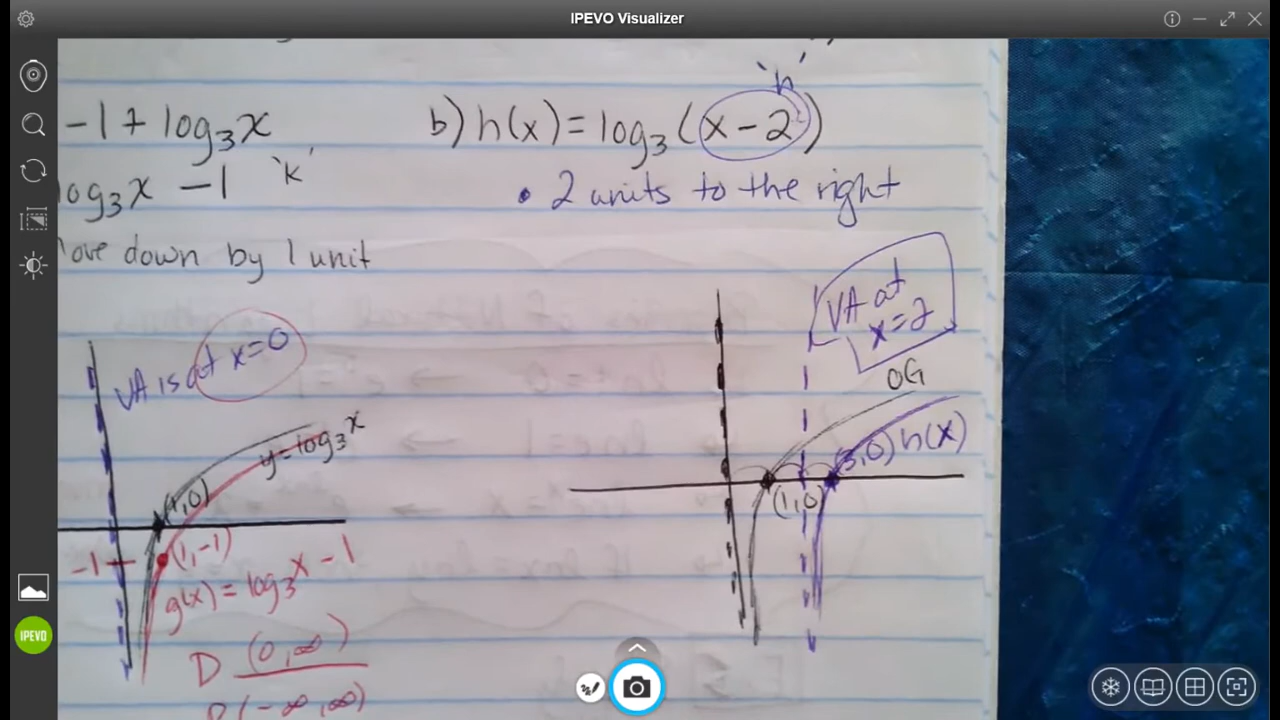 IPEVO Visualizer
'h'
-1 + log₃x
log₃x - 1 'k'
ove down by 1 unit
VA is at x=0
y=log₃x
(1,0)
-1
(1,-1)
g(x) = log₃x - 1
D (0,∞)
R (-∞,∞)
b) h(x) = log₃(x-2)
• 2 units to the right
VA at
x=2
OG
(3,0) h(x)
(1,0)
IPEVO